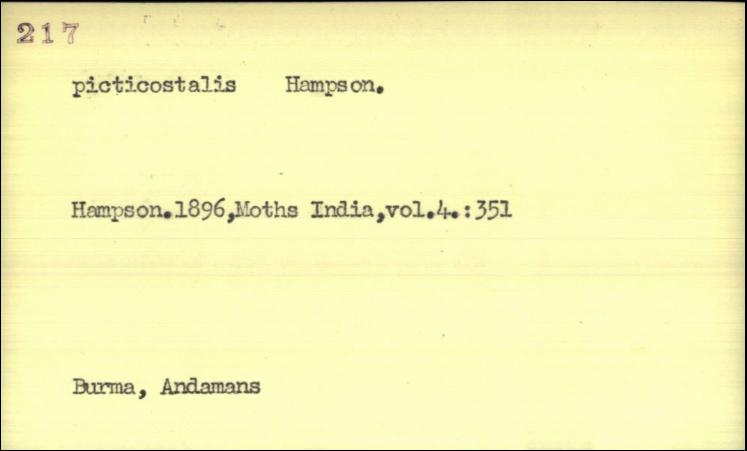 217
picticostalis Hampson.
Hampson.1896,Moths India,vol.4.:351
Burma, Andamans